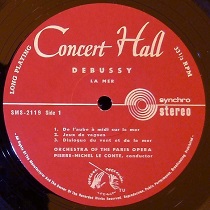 LONG PLAYING
Concert Hall
33⅓ RPM
DEBUSSY
LA MER
SMS-2119 Side 1
synchro
stereo
1. De l'aube à midi sur la mer
2. Jeux de vagues
3. Dialogue du vent et de la mer
ORCHESTRA OF THE PARIS OPERA
PIERRE-MICHEL LE CONTE, conductor